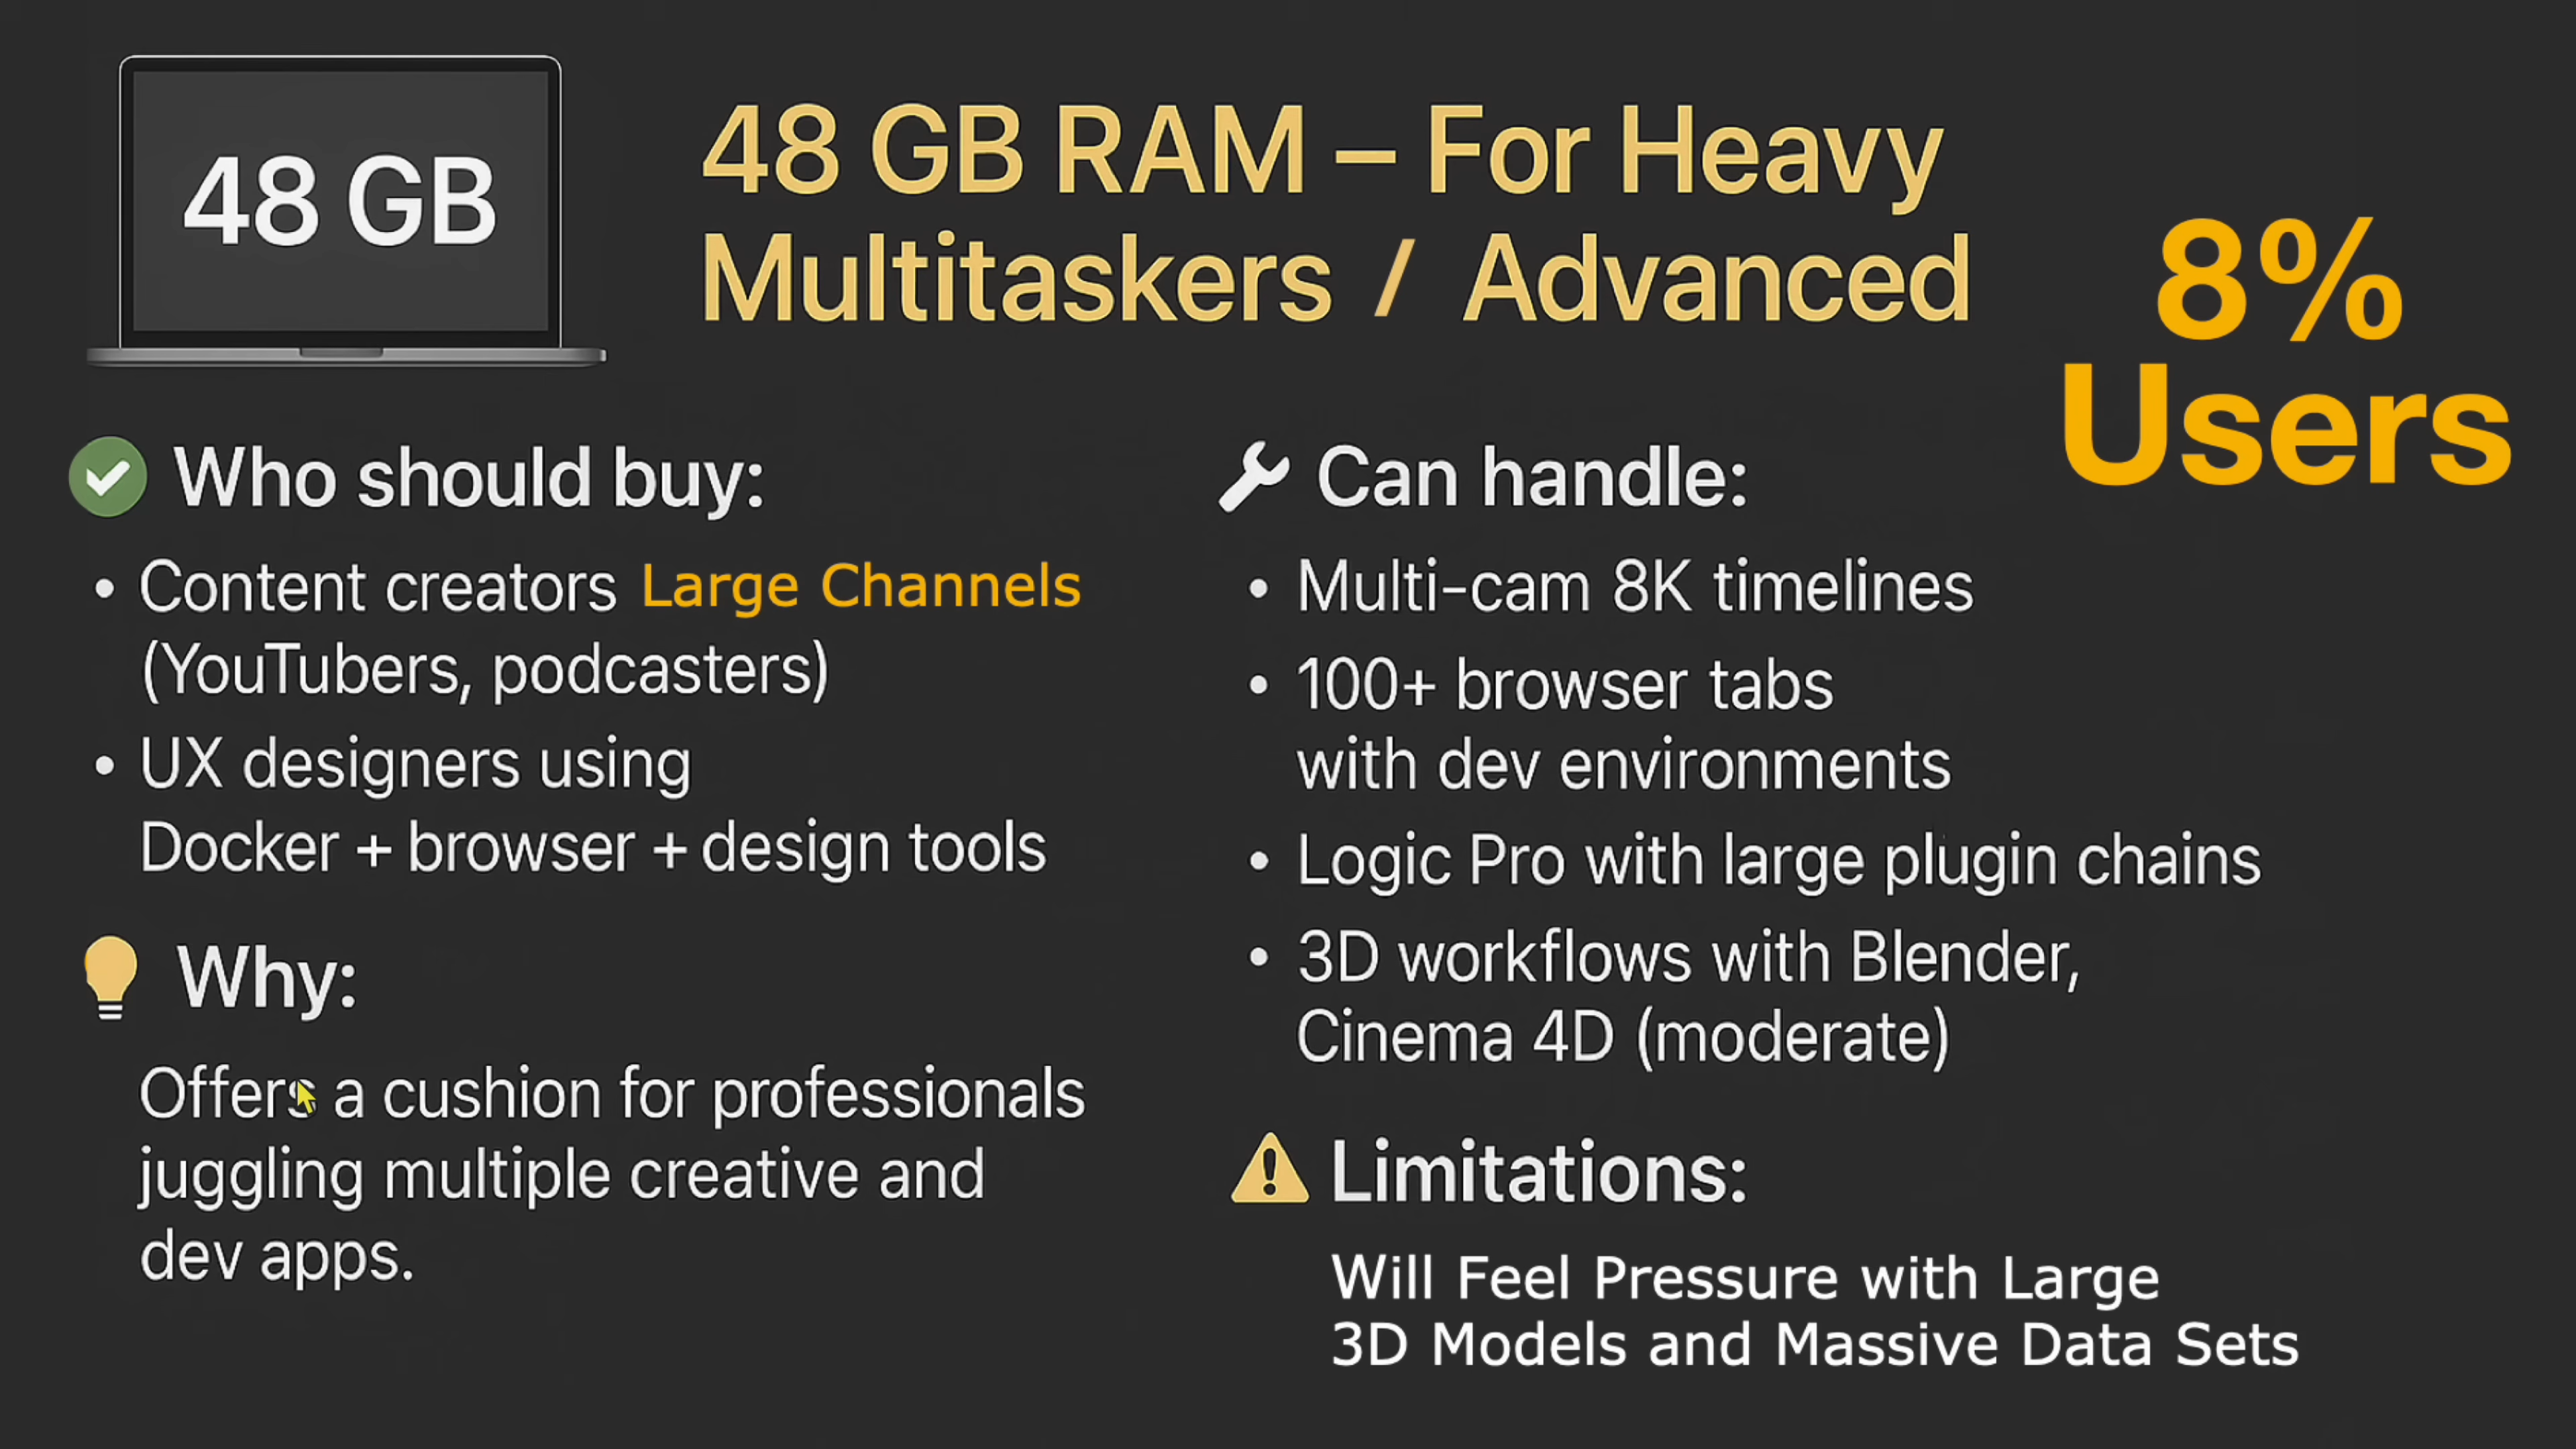 48 GB
48 GB RAM – For Heavy
Multitaskers / Advanced
8%
Users
Who should buy:
• Content creators Large Channels
(YouTubers, podcasters)
• UX designers using
Docker + browser + design tools
Why:
Offers a cushion for professionals
juggling multiple creative and
dev apps.
Can handle:
• Multi-cam 8K timelines
• 100+ browser tabs
with dev environments
• Logic Pro with large plugin chains
• 3D workflows with Blender,
Cinema 4D (moderate)
Limitations:
Will Feel Pressure with Large
3D Models and Massive Data Sets